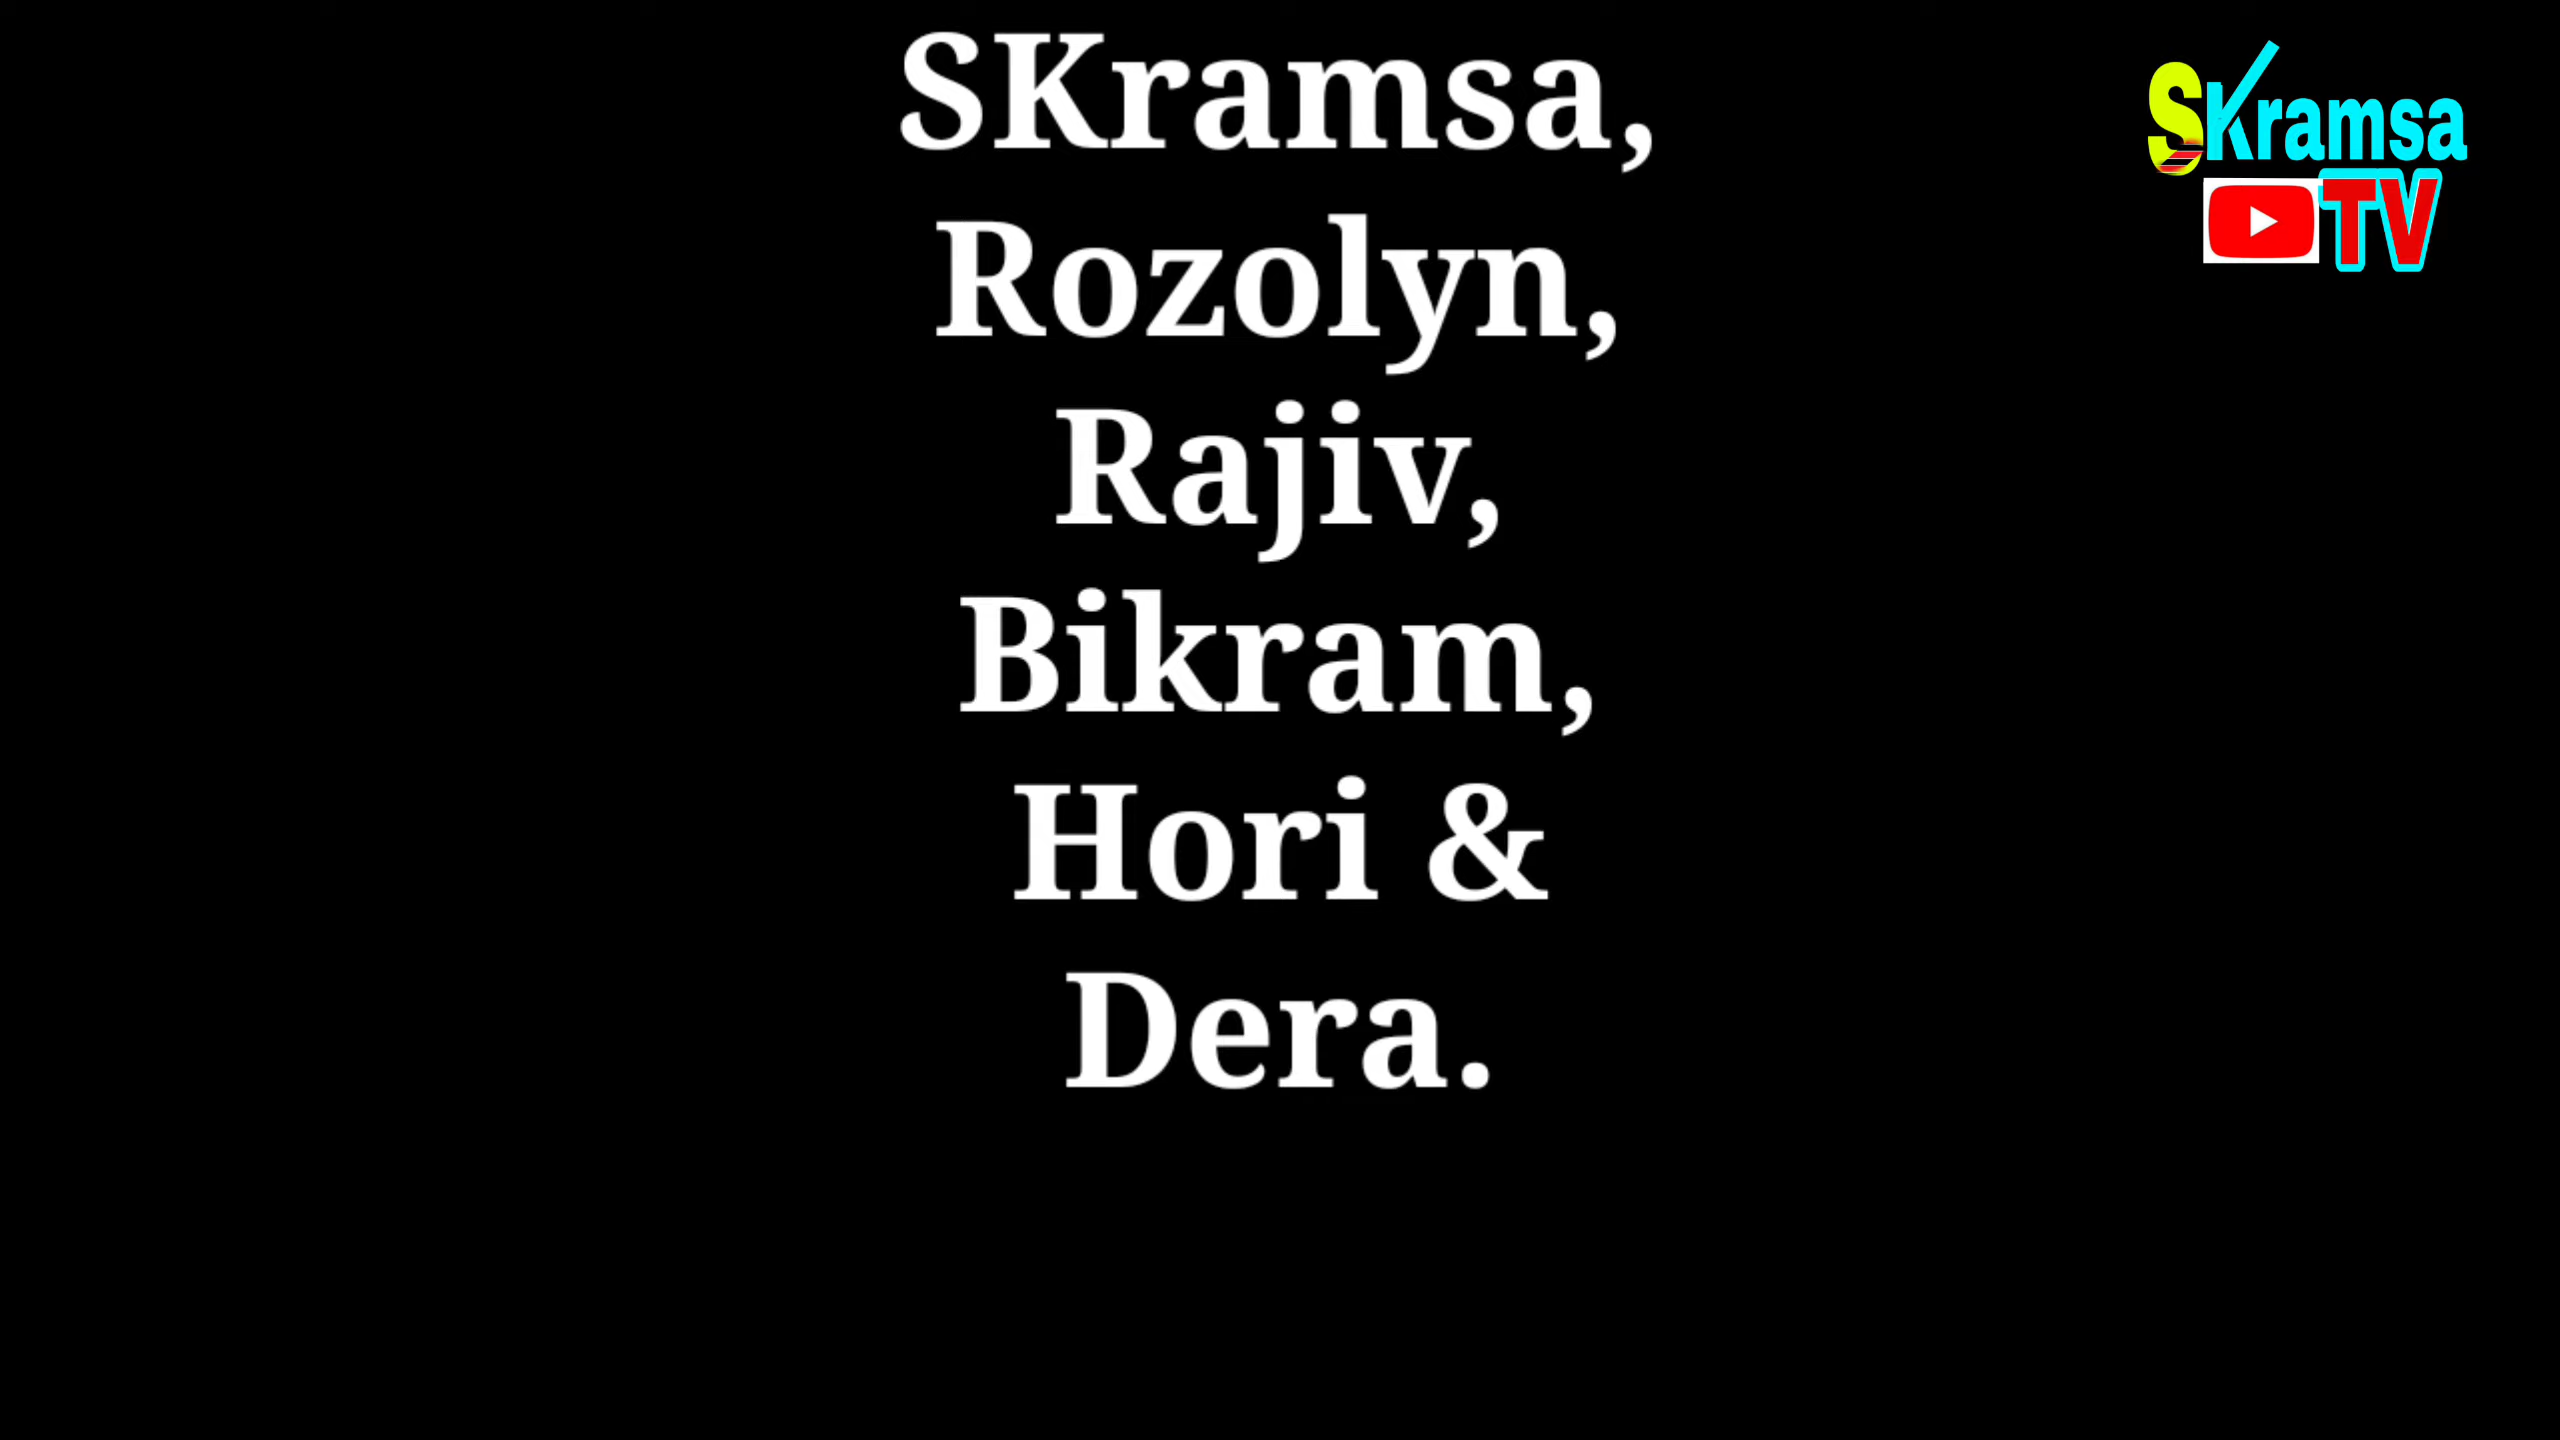 SKramsa,
Rozolyn,
Rajiv,
Bikram,
Hori &
Dera.
SKramsa
TV